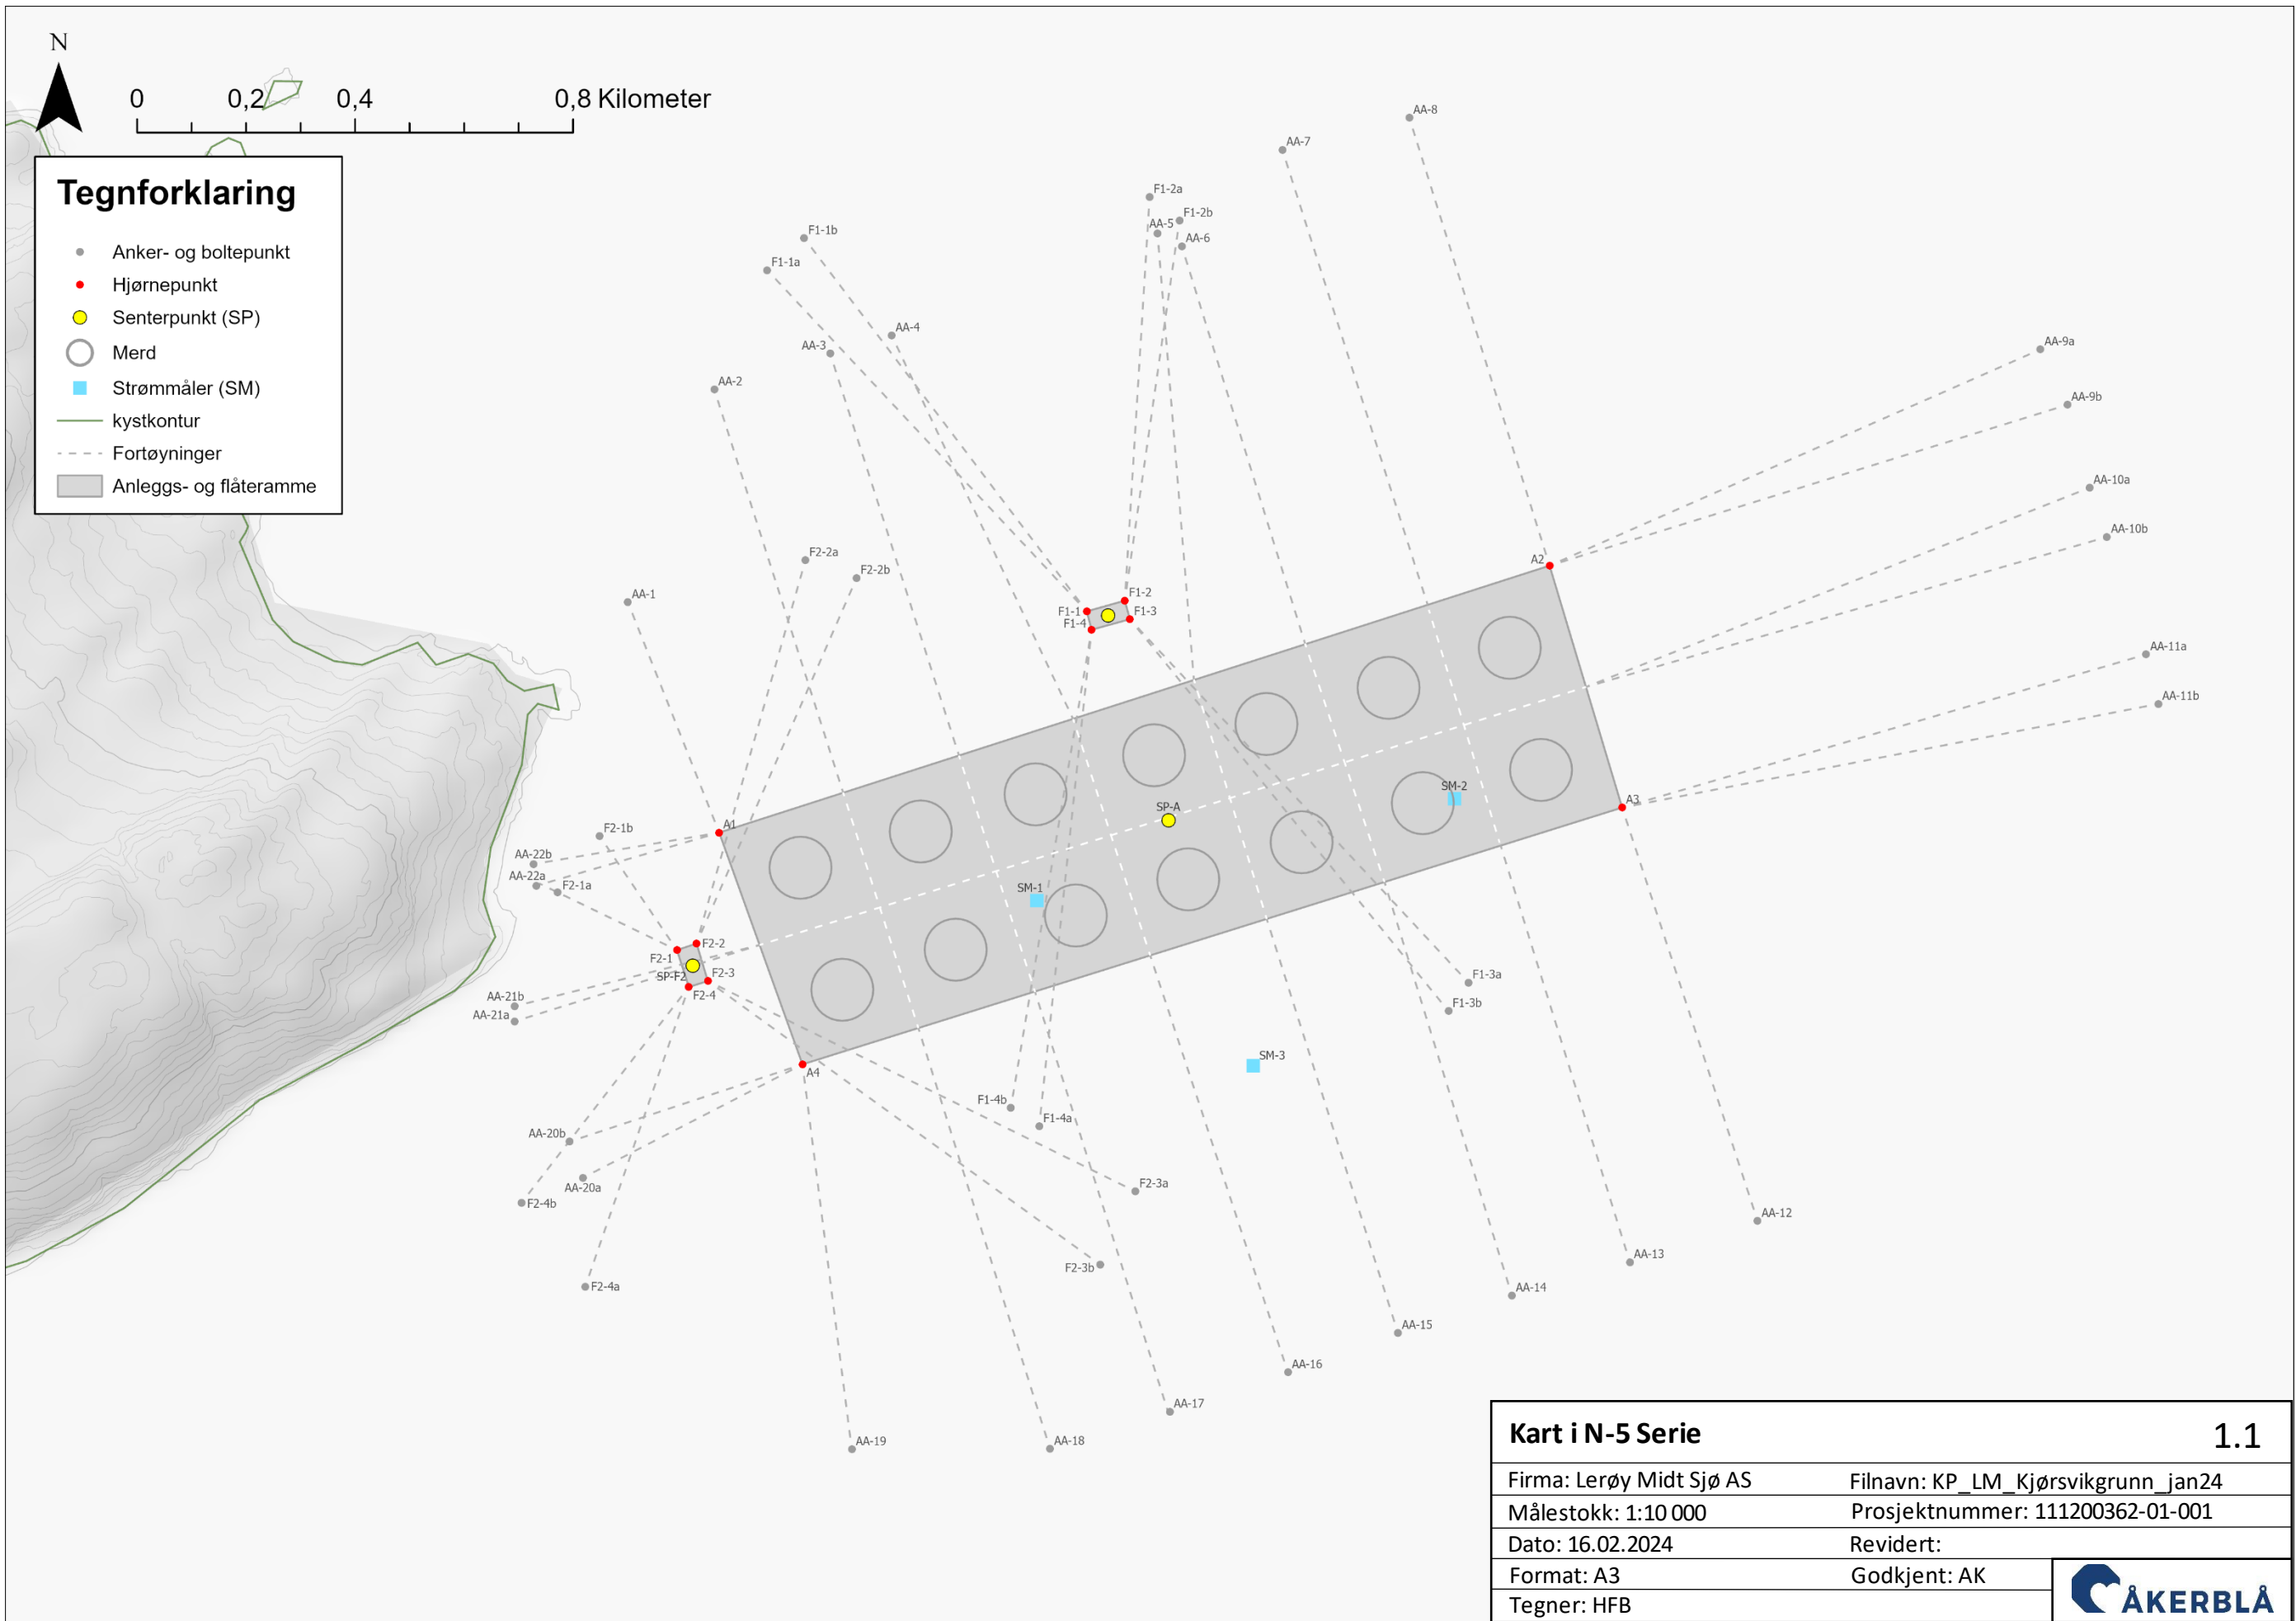 N
0 0,2 0,4 0,8 Kilometer
Tegnforklaring
Anker- og boltepunkt
Hjørnepunkt
Senterpunkt (SP)
Merd
Strømmåler (SM)
kystkontur
Fortøyninger
Anleggs- og flåteramme
AA-8
AA-7
F1-2a
F1-2b
AA-5
AA-6
F1-1b
F1-1a
AA-4
AA-3
AA-2
AA-9a
AA-9b
AA-10a
AA-10b
F2-2a
F2-2b
A2
AA-1
F1-2
F1-1
F1-3
F1-4
AA-11a
AA-11b
SM-2
A3
SP-A
A1
F2-1b
AA-22b
AA-22a
F2-1a
SM-1
F2-2
F2-1
SP-F2
F2-3
F2-4
F1-3a
F1-3b
AA-21b
AA-21a
SM-3
A4
F1-4b
F1-4a
AA-20b
AA-20a
F2-3a
F2-4b
AA-12
AA-13
F2-3b
F2-4a
AA-14
AA-15
AA-16
AA-17
AA-19
AA-18
Kart i N-5 Serie 1.1
Firma: Lerøy Midt Sjø AS Filnavn: KP_LM_Kjørsvikgrunn_jan24
Målestokk: 1:10 000 Prosjektnummer: 111200362-01-001
Dato: 16.02.2024 Revidert:
Format: A3 Godkjent: AK
Tegner: HFB
ÅKERBLÅ